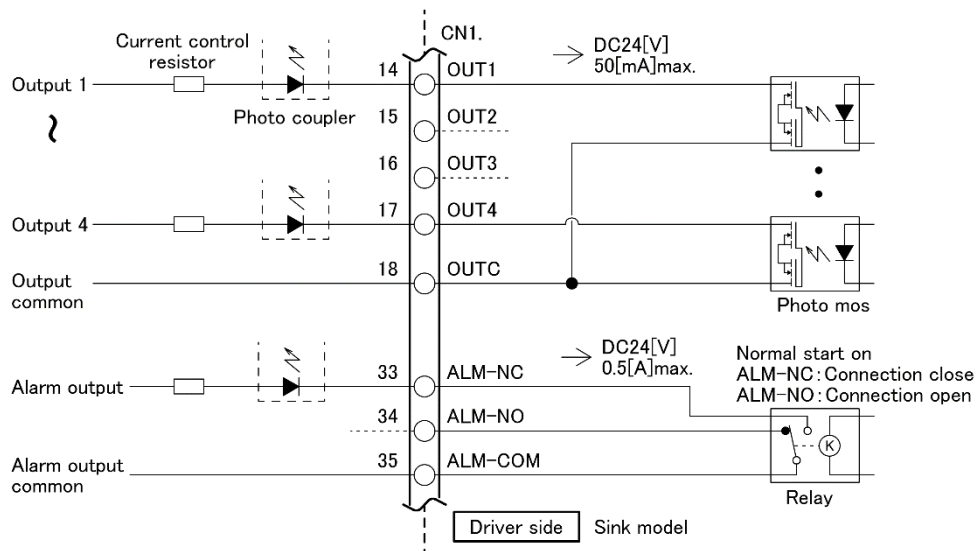 CN1.
Current control
resistor
DC24[V]
50[mA]max.
Output 1
14 OUT1
Photo coupler
15 OUT2
16 OUT3
Output 4
17 OUT4
Output
common
18 OUTC
Photo mos
DC24[V]
0.5[A]max.
Normal start on
ALM-NC:Connection close
ALM-NO:Connection open
Alarm output
33 ALM-NC
34 ALM-NO
K
Alarm output
common
35 ALM-COM
Relay
Driver side Sink model